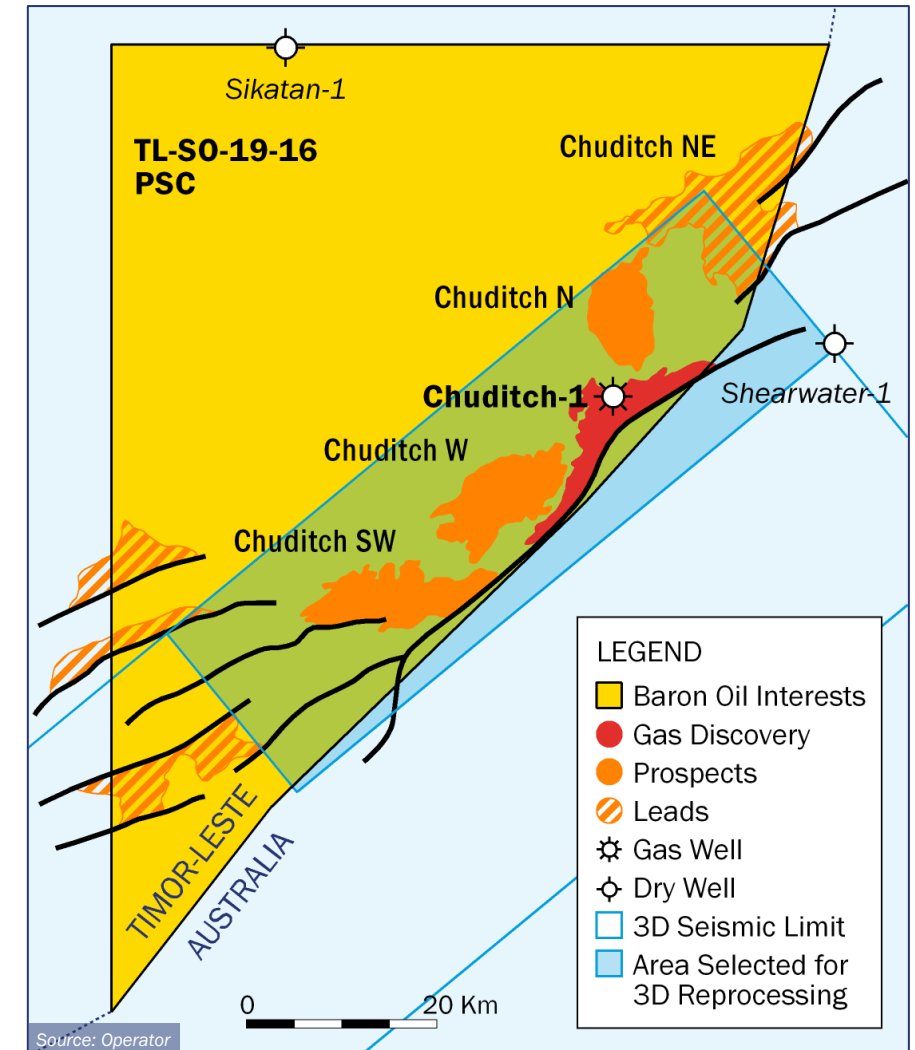 Sikatan-1
TL-SO-19-16
PSC
Chuditch NE
Chuditch N
Chuditch-1
Shearwater-1
Chuditch W
Chuditch SW
TIMOR-LESTE
AUSTRALIA
LEGEND
Baron Oil Interests
Gas Discovery
Prospects
Leads
Gas Well
Dry Well
3D Seismic Limit
Area Selected for
3D Reprocessing
0 20 Km
Source: Operator